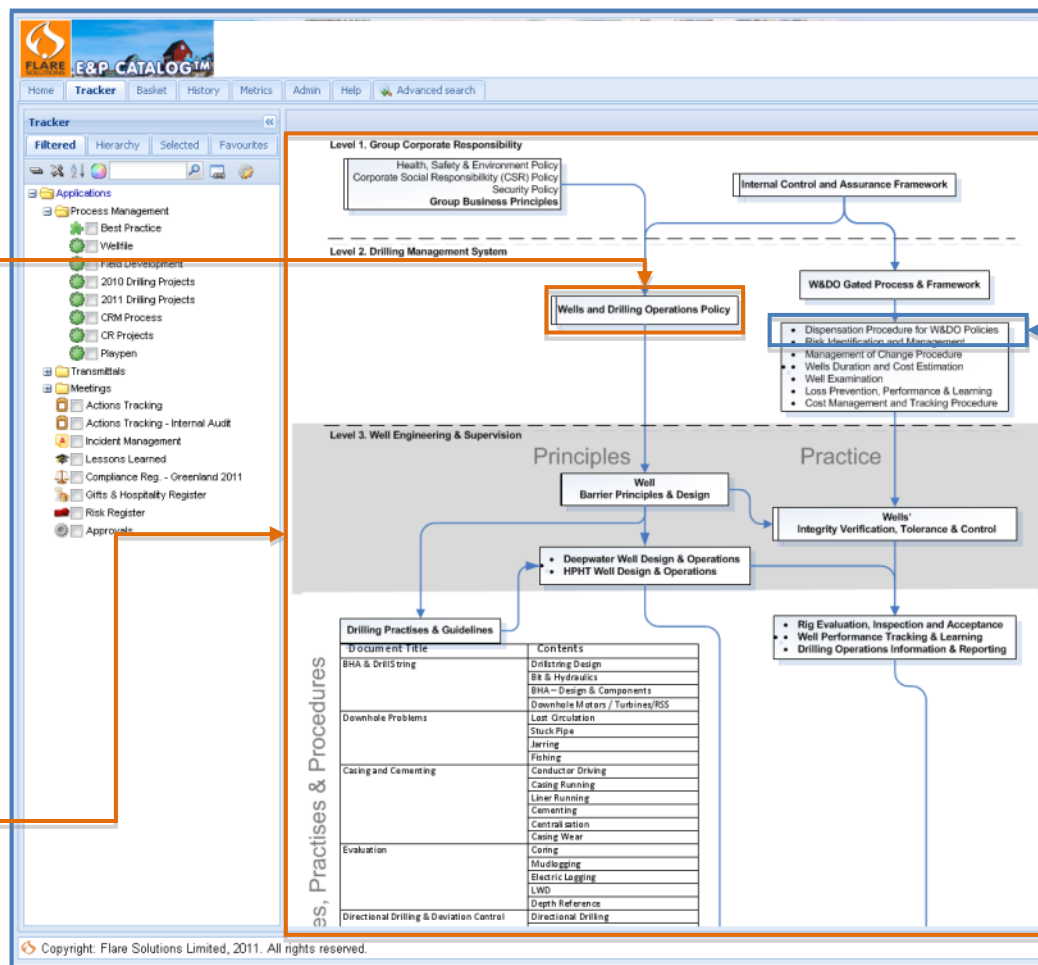 FLARE
SOLUTIONS
E&P CATALOG™
Home
Tracker
Basket
History
Metrics
Admin
Help
Advanced search
Tracker
Filtered
Hierarchy
Selected
Favourites
Applications
Process Management
Best Practice
Wellfile
Field Development
2010 Drilling Projects
2011 Drilling Projects
CRM Process
CR Projects
Playpen
Transmittals
Meetings
Actions Tracking
Actions Tracking - Internal Audit
Incident Management
Lessons Learned
Compliance Reg. - Greenland 2011
Gifts & Hospitality Register
Risk Register
Approvals
Level 1. Group Corporate Responsibility
Health, Safety & Environment Policy
Corporate Social Responsibility (CSR) Policy
Security Policy
Group Business Principles
Internal Control and Assurance Framework
Level 2. Drilling Management System
Wells and Drilling Operations Policy
W&DO Gated Process & Framework
• Dispensation Procedure for W&DO Policies
• Risk Identification and Management
• Management of Change Procedure
• Wells Duration and Cost Estimation
• Well Examination
• Loss Prevention, Performance & Learning
• Cost Management and Tracking Procedure
Level 3. Well Engineering & Supervision
Principles
Practice
Well
Barrier Principles & Design
Wells'
Integrity Verification, Tolerance & Control
• Deepwater Well Design & Operations
• HPHT Well Design & Operations
Drilling Practises & Guidelines
• Rig Evaluation, Inspection and Acceptance
• Well Performance Tracking & Learning
• Drilling Operations Information & Reporting
es, Practises & Procedures
Document Title
Contents
BHA & DrillString
Drillstring Design
Bit & Hydraulics
BHA – Design & Components
Downhole Motors / Turbines/RSS
Downhole Problems
Lost Circulation
Stuck Pipe
Jarring
Fishing
Casing and Cementing
Conductor Driving
Casing Running
Liner Running
Cementing
Centralisation
Casing Wear
Evaluation
Coring
Mudlogging
Electric Logging
LWD
Depth Reference
Directional Drilling & Deviation Control
Directional Drilling
Copyright: Flare Solutions Limited, 2011. All rights reserved.